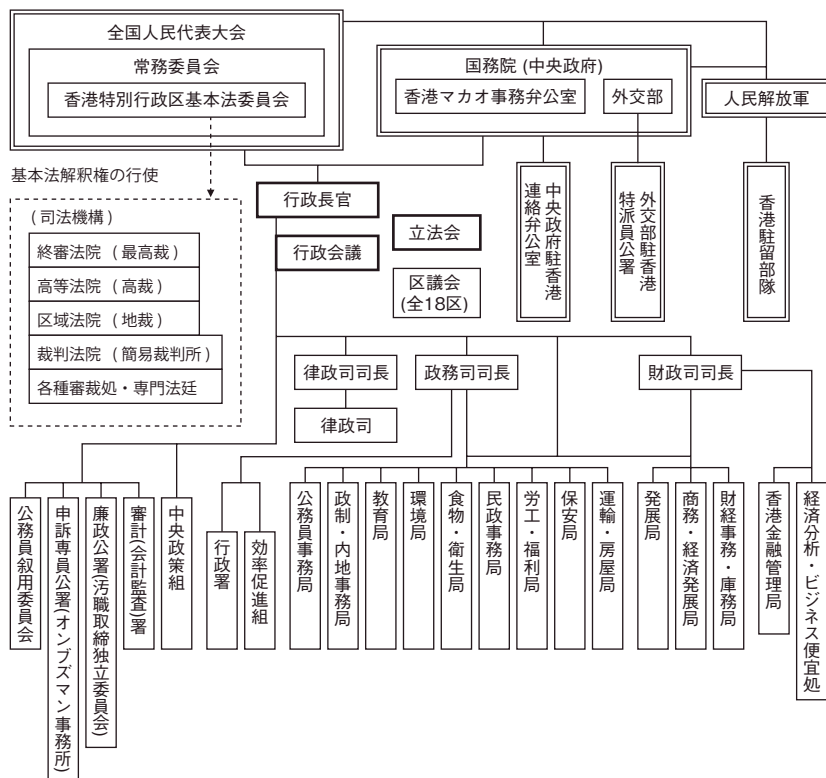 全国人民代表大会
常務委員会
香港特別行政区基本法委員会
国務院 (中央政府)
香港マカオ事務弁公室
外交部
人民解放軍
基本法解釈権の行使
(司法機構)
終審法院 (最高裁)
高等法院 (高裁)
区域法院 (地裁)
裁判法院 (簡易裁判所)
各種審裁処・専門法廷
行政長官
行政会議
立法会
区議会
(全18区)
中央政府駐香港
連絡弁公室
外交部駐香港
特派員公署
香港駐留部隊
律政司司長
政務司司長
財政司司長
律政司
公務員叙用委員会
申訴専員公署(オンブズマン事務所)
廉政公署(汚職取締独立委員会)
審計(会計監査)署
中央政策組
行政署
効率促進組
公務員事務局
政制・内地事務局
教育局
環境局
食物・衛生局
民政事務局
労工・福利局
保安局
運輸・房屋局
発展局
商務・経済発展局
財経事務・庫務局
香港金融管理局
経済分析・ビジネス便宜処